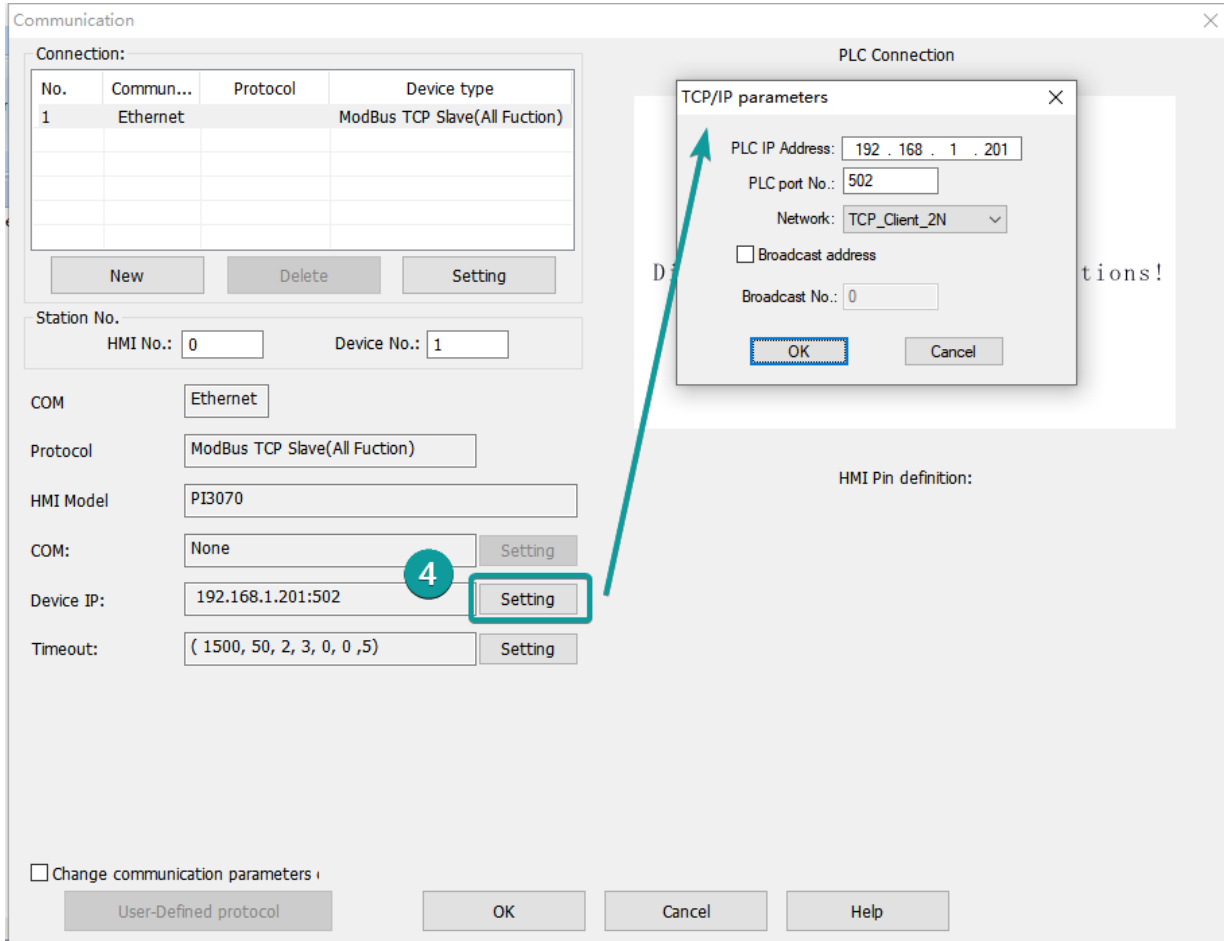 Communication
Connection:
No. Commun... Protocol Device type
1 Ethernet ModBus TCP Slave(All Fuction)
New Delete Setting
Station No.
HMI No.: 0 Device No.: 1
COM Ethernet
Protocol ModBus TCP Slave(All Fuction)
HMI Model PI3070
COM: None Setting
4
Device IP: 192.168.1.201:502 Setting
Timeout: ( 1500, 50, 2, 3, 0, 0 ,5) Setting
Change communication parameters
User-Defined protocol OK Cancel Help
PLC Connection
TCP/IP parameters
PLC IP Address: 192 . 168 . 1 . 201
PLC port No.: 502
Network: TCP_Client_2N
Broadcast address
Broadcast No.: 0
OK Cancel
tions!
HMI Pin definition: